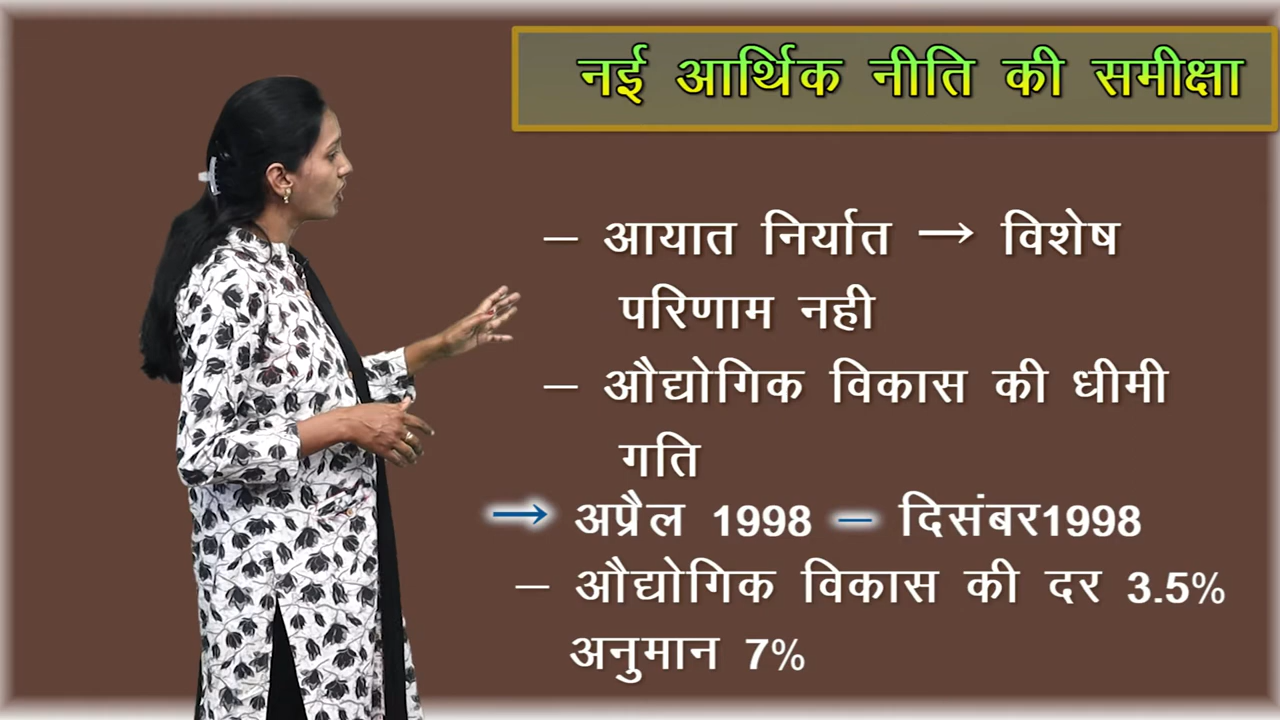 नई आर्थिक नीति की समीक्षा
– आयात निर्यात → विशेष
परिणाम नही
– औद्योगिक विकास की धीमी
गति
→ अप्रैल 1998 – दिसंबर1998
– औद्योगिक विकास की दर 3.5%
अनुमान 7%